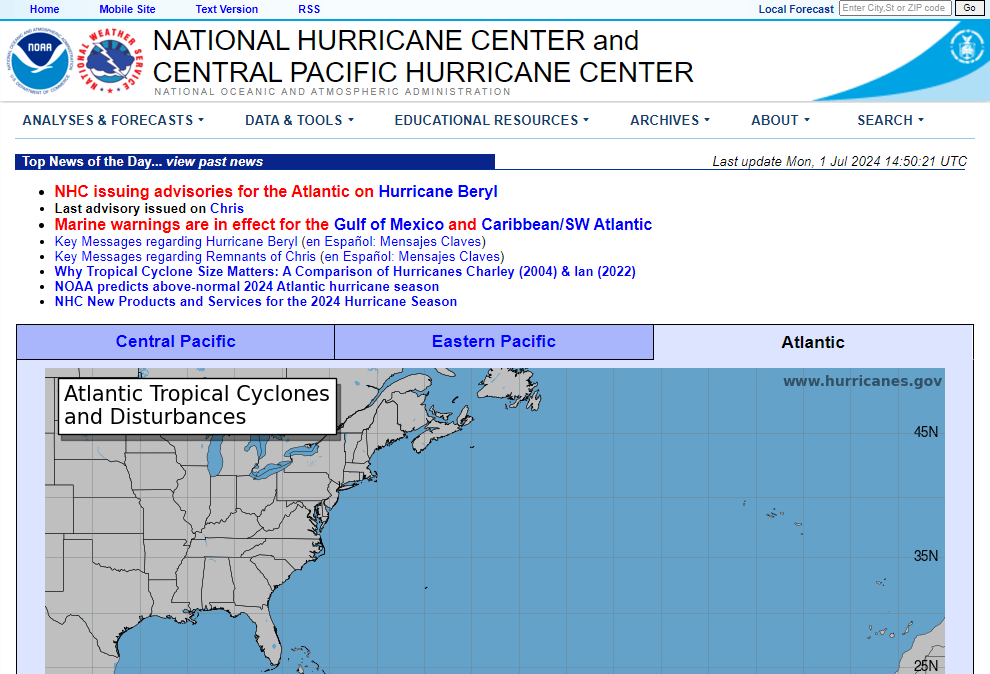 Home Mobile Site Text Version RSS Local Forecast Enter City,St or ZIP code Go
NOAA
NATIONAL WEATHER SERVICE
NATIONAL HURRICANE CENTER and
CENTRAL PACIFIC HURRICANE CENTER
NATIONAL OCEANIC AND ATMOSPHERIC ADMINISTRATION
ANALYSES & FORECASTS DATA & TOOLS EDUCATIONAL RESOURCES ARCHIVES ABOUT SEARCH
Top News of the Day... view past news Last update Mon, 1 Jul 2024 14:50:21 UTC
NHC issuing advisories for the Atlantic on Hurricane Beryl
Last advisory issued on Chris
Marine warnings are in effect for the Gulf of Mexico and Caribbean/SW Atlantic
Key Messages regarding Hurricane Beryl (en Español: Mensajes Claves)
Key Messages regarding Remnants of Chris (en Español: Mensajes Claves)
Why Tropical Cyclone Size Matters: A Comparison of Hurricanes Charley (2004) & Ian (2022)
NOAA predicts above-normal 2024 Atlantic hurricane season
NHC New Products and Services for the 2024 Hurricane Season
Central Pacific Eastern Pacific Atlantic
Atlantic Tropical Cyclones
and Disturbances
www.hurricanes.gov
45N
35N
25N